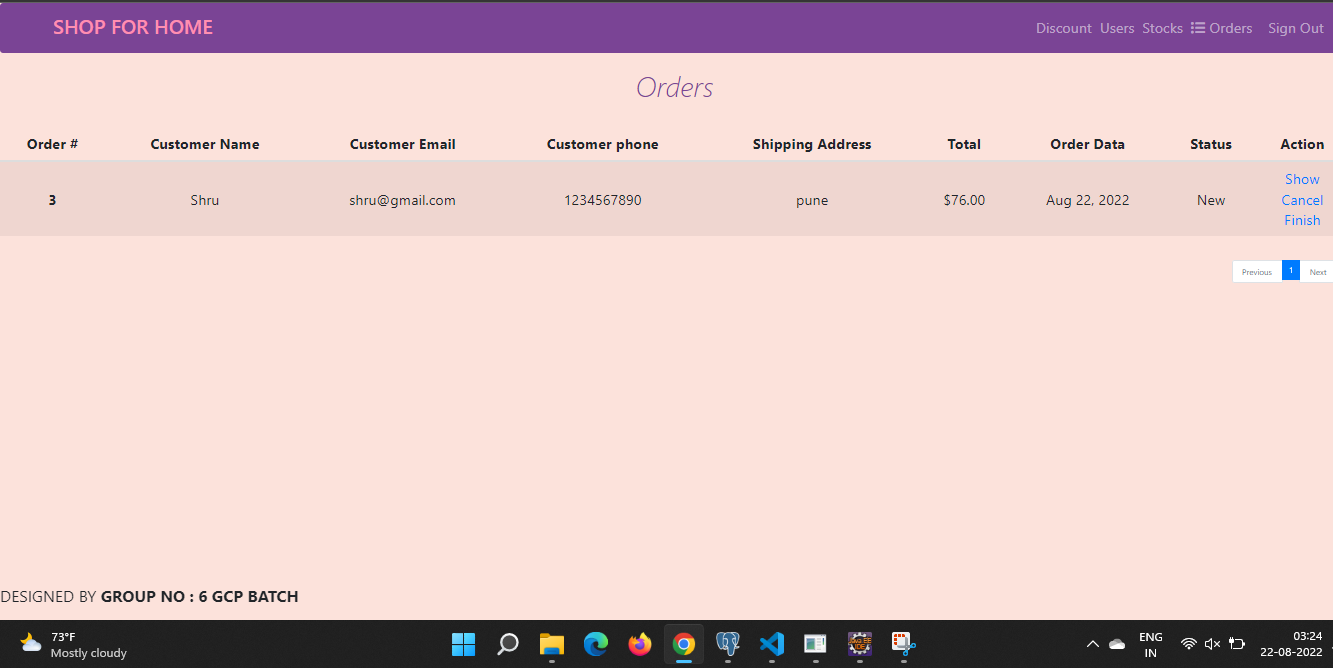 SHOP FOR HOME
Discount Users Stocks Orders Sign Out
Orders
Order # Customer Name Customer Email Customer phone Shipping Address Total Order Data Status Action
3 Shru shru@gmail.com 1234567890 pune $76.00 Aug 22, 2022 New Show
Cancel
Finish
Previous 1 Next
DESIGNED BY GROUP NO : 6 GCP BATCH
73°F
Mostly cloudy
ENG
IN
03:24
22-08-2022